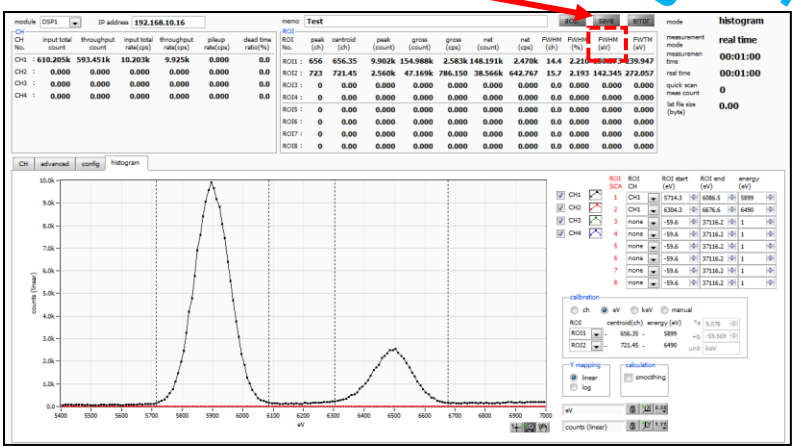 module DSP1 IP address 192.168.10.16 memo Test acq. save error mode histogram
CH
CH No. input total count throughput count input total rate(cps) throughput rate(cps) pileup rate(cps) dead time ratio(%)
CH1 : 610.205k 593.451k 10.203k 9.925k 0.000 0.0
CH2 : 0.000 0.000 0.000 0.000 0.000 0.0
CH3 : 0.000 0.000 0.000 0.000 0.000 0.0
CH4 : 0.000 0.000 0.000 0.000 0.000 0.0
ROI
ROI No. peak (ch) centroid (ch) peak (count) gross (count) gross (cps) net (count) net (cps) FWHM (ch) FWHM (%) FWHM (eV) FWTM (eV)
ROI1 : 656 656.35 9.902k 154.988k 2.583k 148.191k 2.470k 14.4 2.210 239.947
ROI2 : 723 721.45 2.560k 47.169k 786.150 38.566k 642.767 15.7 2.193 142.345 272.057
ROI3 : 0 0.00 0.000 0.000 0.000 0.000 0.000 0.0 0.000 0.000 0.000
ROI4 : 0 0.00 0.000 0.000 0.000 0.000 0.000 0.0 0.000 0.000 0.000
ROI5 : 0 0.00 0.000 0.000 0.000 0.000 0.000 0.0 0.000 0.000 0.000
ROI6 : 0 0.00 0.000 0.000 0.000 0.000 0.000 0.0 0.000 0.000 0.000
ROI7 : 0 0.00 0.000 0.000 0.000 0.000 0.000 0.0 0.000 0.000 0.000
ROI8 : 0 0.00 0.000 0.000 0.000 0.000 0.000 0.0 0.000 0.000 0.000
measurement mode real time
measuremen time 00:01:00
real time 00:01:00
quick scan meas count 0
list file size (byte) 0.00
CH advanced config histogram
counts (linear)
10.0k
9.0k
8.0k
7.0k
6.0k
5.0k
4.0k
3.0k
2.0k
1.0k
0.0
5400 5500 5600 5700 5800 5900 6000 6100 6200 6300 6400 6500 6600 6700 6800 6900 7000
eV
CH1
CH2
CH3
CH4
ROI SCA ROI CH ROI start (eV) ROI end (eV) energy (eV)
1 CH1 5714.3 6086.5 5899
2 CH1 6304.3 6676.6 6490
3 none -59.6 37116.2 1
4 none -59.6 37116.2 1
5 none -59.6 37116.2 1
6 none -59.6 37116.2 1
7 none -59.6 37116.2 1
8 none -59.6 37116.2 1
calibration
ch eV keV manual
ROI centroid(ch) energy (eV) *a 9.078
ROI1 - 656.35 - 5899 +b -59.569
ROI2 - 721.45 - 6490 unit keV
Y mapping
linear
log
calculation
smoothing
eV
counts (linear)